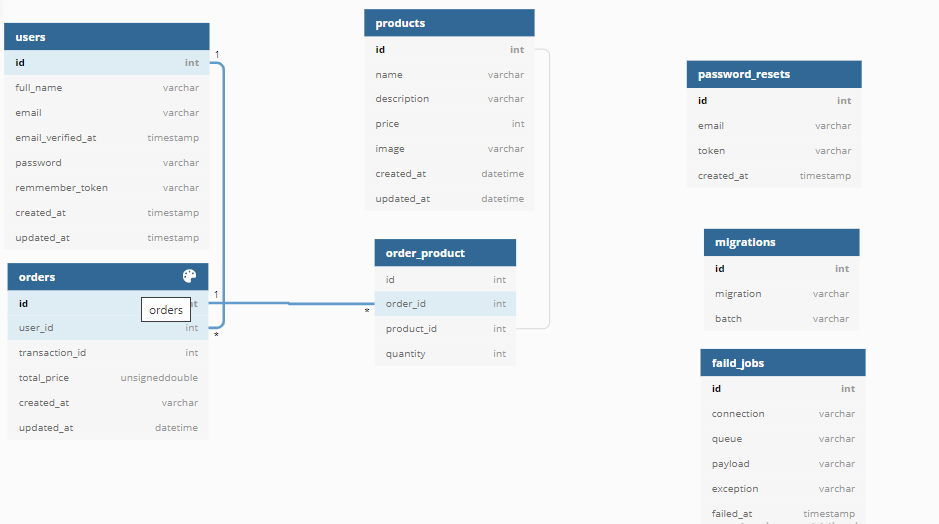 users
id int
full_name varchar
email varchar
email_verified_at timestamp
password varchar
remmember_token varchar
created_at timestamp
updated_at timestamp
1
orders
id
orders
user_id int
transaction_id int
total_price unsigneddouble
created_at varchar
updated_at datetime
1
*
*
products
id int
name varchar
description varchar
price int
image varchar
created_at datetime
updated_at datetime
order_product
id int
order_id int
product_id int
quantity int
password_resets
id int
email varchar
token varchar
created_at timestamp
migrations
id int
migration varchar
batch varchar
faild_jobs
id int
connection varchar
queue varchar
payload varchar
exception varchar
failed_at timestamp